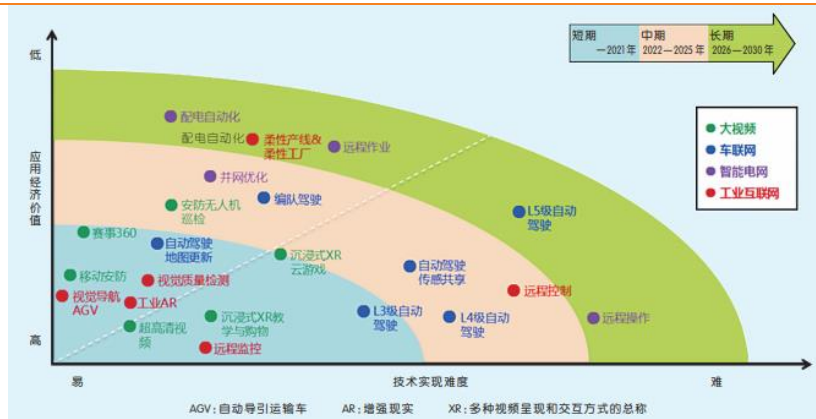 短期
—2021年
中期
2022—2025年
长期
2026—2030年
低
应用经济价值
高
大视频
车联网
智能电网
工业互联网
配电自动化
配电自动化
柔性产线&
柔性工厂
远程作业
并网优化
编队驾驶
安防无人机
巡检
L5级自动
驾驶
赛事360
自动驾驶
地图更新
沉浸式XR
云游戏
自动驾驶
传感共享
移动安防
视觉质量检测
视觉导航
AGV
工业AR
远程控制
超高清视
频
沉浸式XR教
学与购物
L3级自动
驾驶
L4级自动
驾驶
远程操作
远程监控
易
技术实现难度
难
AGV：自动导引运输车
AR：增强现实
XR：多种视频呈现和交互方式的总称